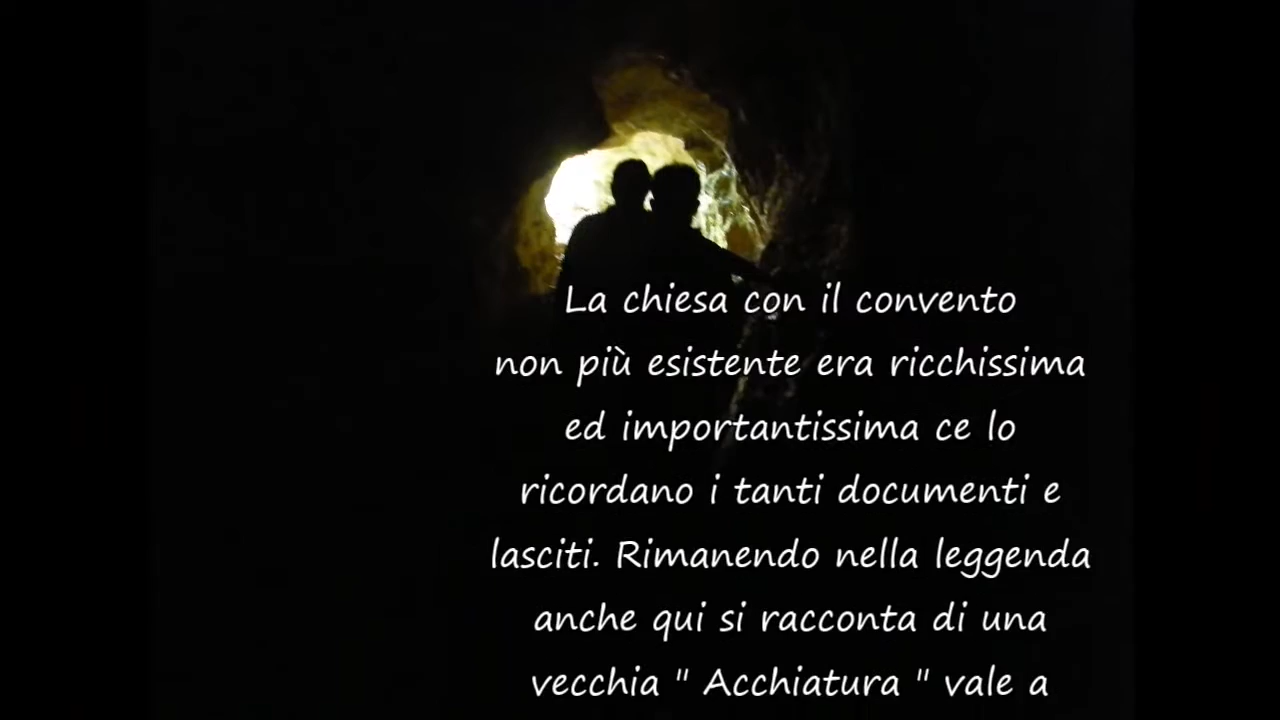 La chiesa con il convento
non più esistente era ricchissima
ed importantissima ce lo
ricordano i tanti documenti e
lasciti. Rimanendo nella leggenda
anche qui si racconta di una
vecchia " Acchiatura " vale a